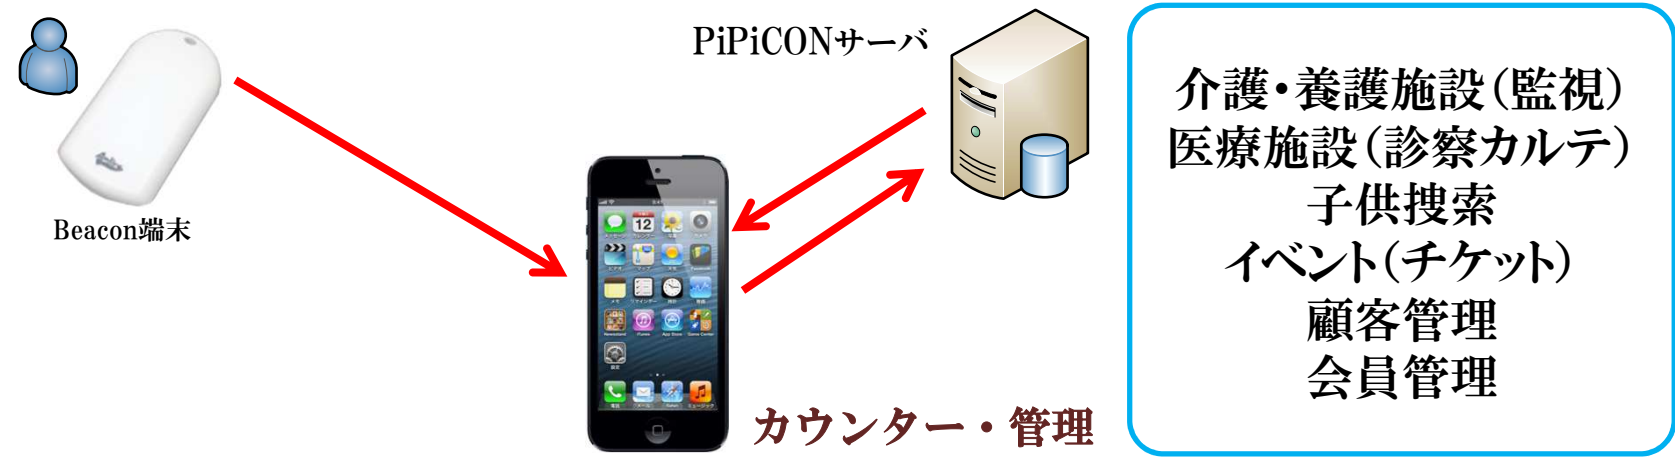 PiPiCONサーバ
Beacon端末
12
カウンター・管理
介護・養護施設(監視)
医療施設(診察カルテ)
子供捜索
イベント(チケット)
顧客管理
会員管理